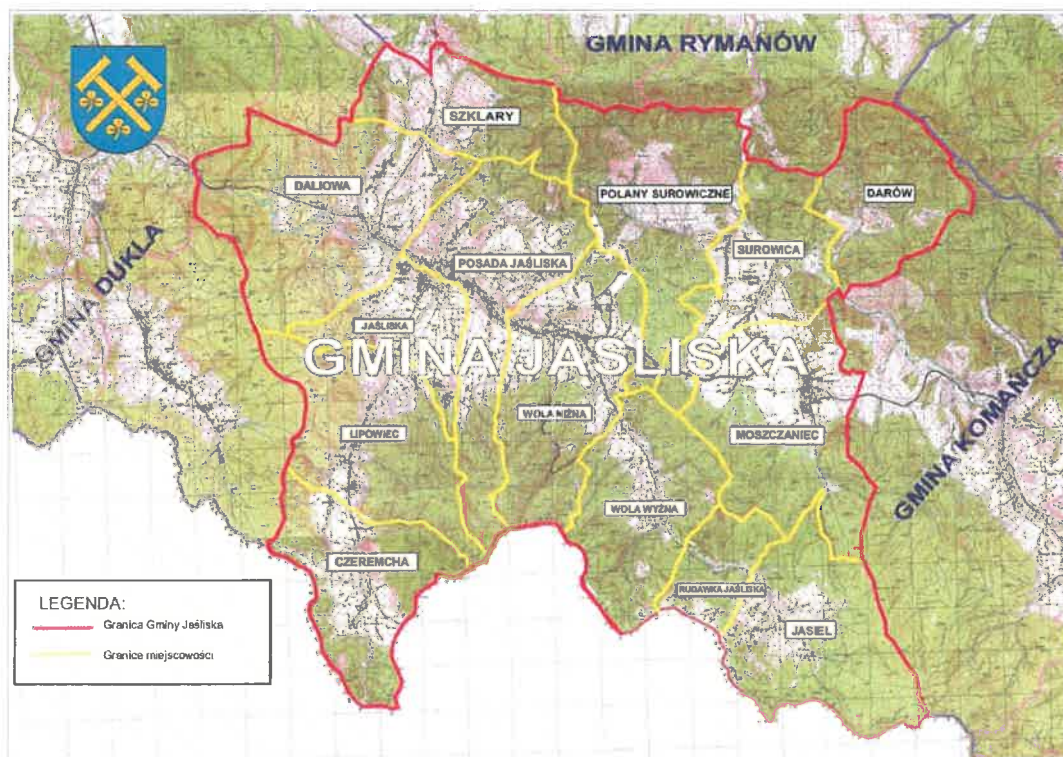 GMINA RYMANÓW
SZKLARY
DALIOWA
POLANY SUROWICZNE
DARÓW
GMINA DUKLA
POSADA JAŚLISKA
SUROWICA
JAŚLISKA
GMINA JAŚLISKA
WOLA NIŻNA
LIPOWIEC
MOSZCZANIEC
GMINA KOMAŃCZA
WOLA WYŻNA
CZEREMCHA
RUDAWKA JAŚLISKA
JASIEL
LEGENDA:
Granica Gminy Jaśliska
Granice miejscowości